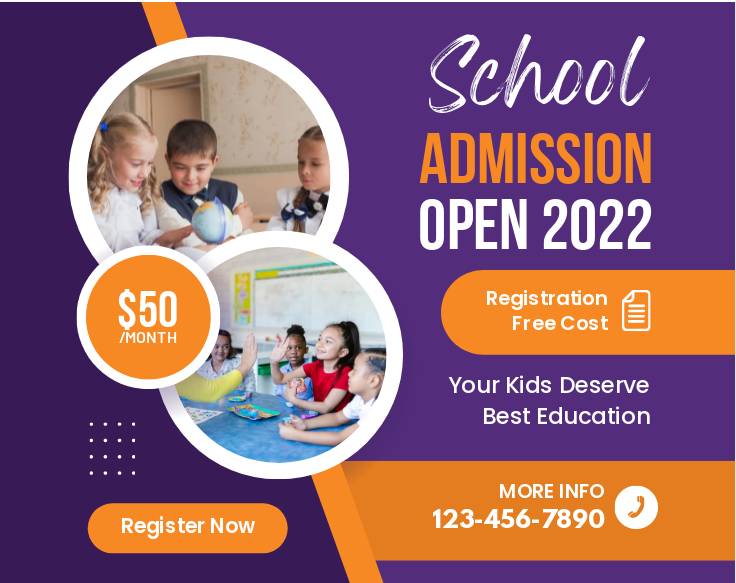 School
ADMISSION
OPEN 2022
$50
/MONTH
Registration
Free Cost
Your Kids Deserve
Best Education
MORE INFO
123-456-7890
Register Now